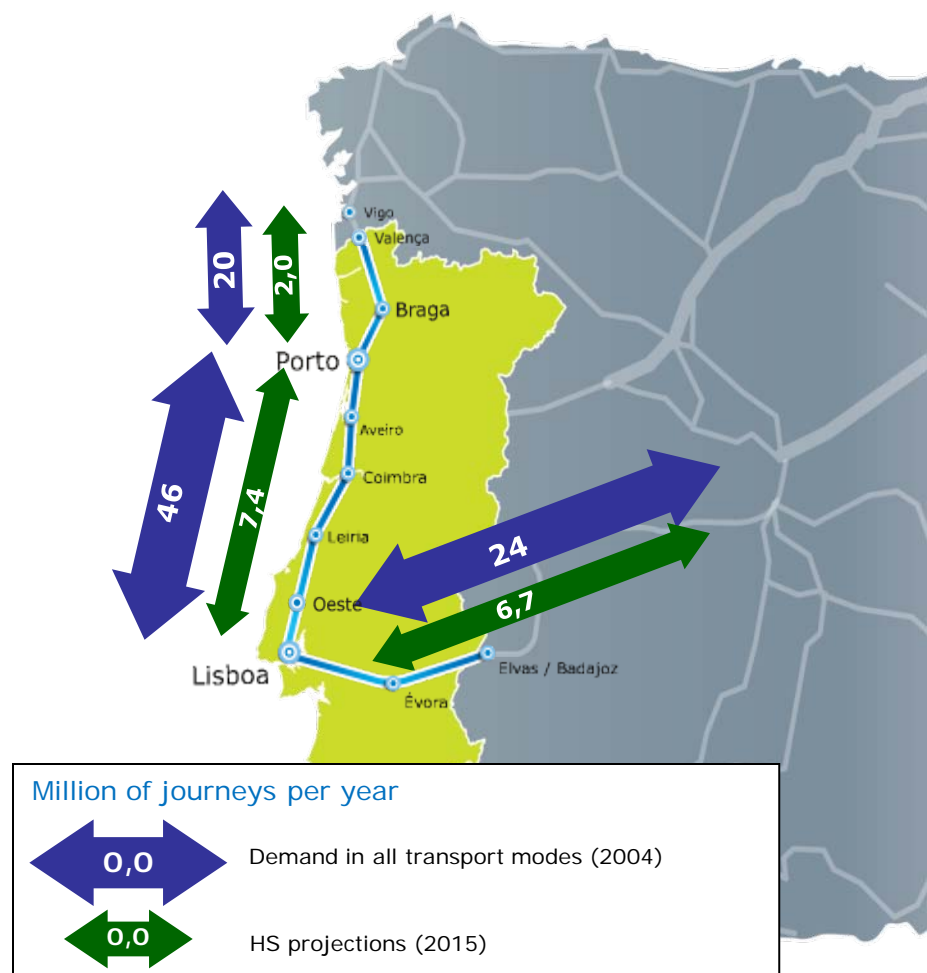 Vigo
Valença
20
2,0
Braga
Porto
Aveiro
46
7,4
Coimbra
24
Leiria
6,7
Oeste
Lisboa
Elvas / Badajoz
Évora
Million of journeys per year
0,0
Demand in all transport modes (2004)
0,0
HS projections (2015)